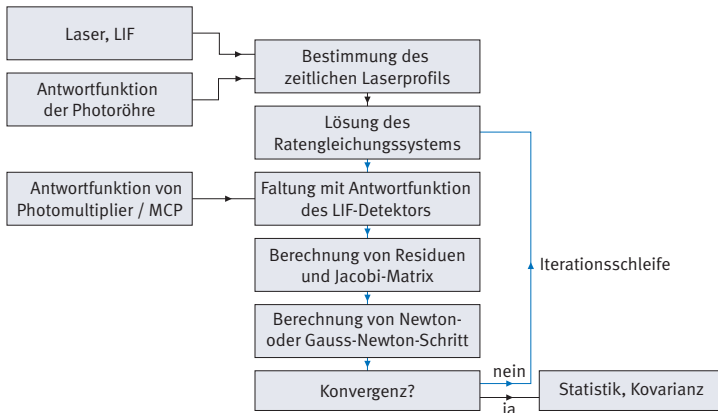 Laser, LIF
Bestimmung des
zeitlichen Laserprofils
Antwortfunktion
der Photoröhre
Lösung des
Ratengleichungssystems
Antwortfunktion von
Photomultiplier / MCP
Faltung mit Antwortfunktion
des LIF-Detektors
Berechnung von Residuen
und Jacobi-Matrix
Iterationsschleife
Berechnung von Newton-
oder Gauss-Newton-Schritt
nein
Konvergenz?
Statistik, Kovarianz
ja